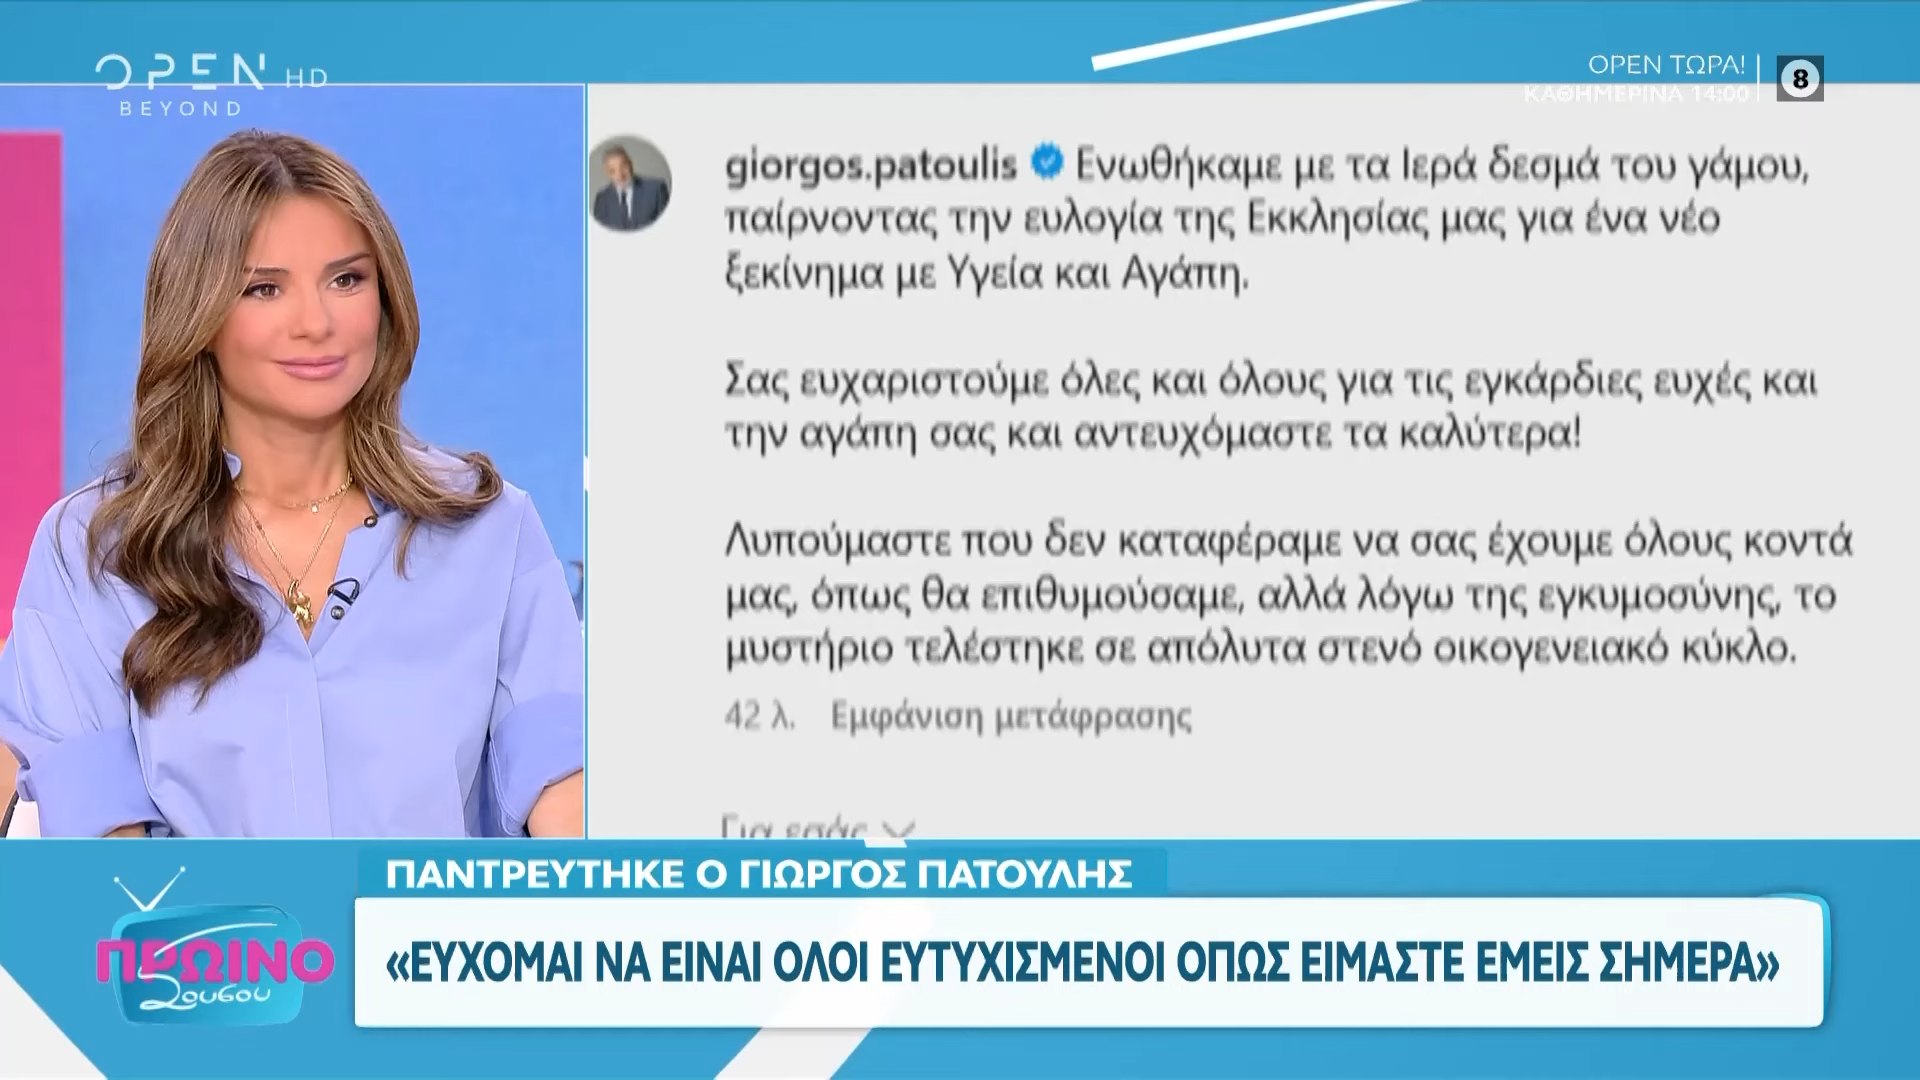 OPEN HD
BEYOND
OPEN ΤΩΡΑ!
ΚΑΘΗΜΕΡΙΝΑ 14:00
8
giorgos.patoulis Ενωθήκαμε με τα Ιερά δεσμά του γάμου,
παίρνοντας την ευλογία της Εκκλησίας μας για ένα νέο
ξεκίνημα με Υγεία και Αγάπη.
Σας ευχαριστούμε όλες και όλους για τις εγκάρδιες ευχές και
την αγάπη σας και αντευχόμαστε τα καλύτερα!
Λυπούμαστε που δεν καταφέραμε να σας έχουμε όλους κοντά
μας, όπως θα επιθυμούσαμε, αλλά λόγω της εγκυμοσύνης, το
μυστήριο τελέστηκε σε απόλυτα στενό οικογενειακό κύκλο.
42 λ. Εμφάνιση μετάφρασης
Για εσάς
ΠΑΝΤΡΕΥΤΗΚΕ Ο ΓΙΩΡΓΟΣ ΠΑΤΟΥΛΗΣ
ΠΡΩΙΝΟ
Σουσου
«ΕΥΧΟΜΑΙ ΝΑ ΕΙΝΑΙ ΟΛΟΙ ΕΥΤΥΧΙΣΜΕΝΟΙ ΟΠΩΣ ΕΙΜΑΣΤΕ ΕΜΕΙΣ ΣΗΜΕΡΑ»